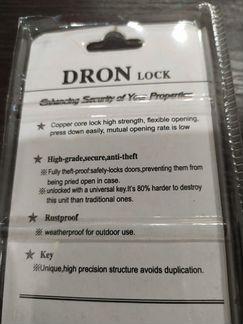 DRON LOCK
Enhancing Security of Your Properties
★ Copper core lock high strength, flexible opening.
press down easily, mutual opening rate is low
★ High-grade,secure,anti-theft
※ Fully theft-proof:safety-locks doors,preventing them from
being pried open in case.
※ unlocked with a universal key.It's 80% harder to destroy
this unit than traditional ones.
★ Rustproof
※ weatherproof for outdoor use.
★ Key
※Unique,high precision structure avoids duplication.